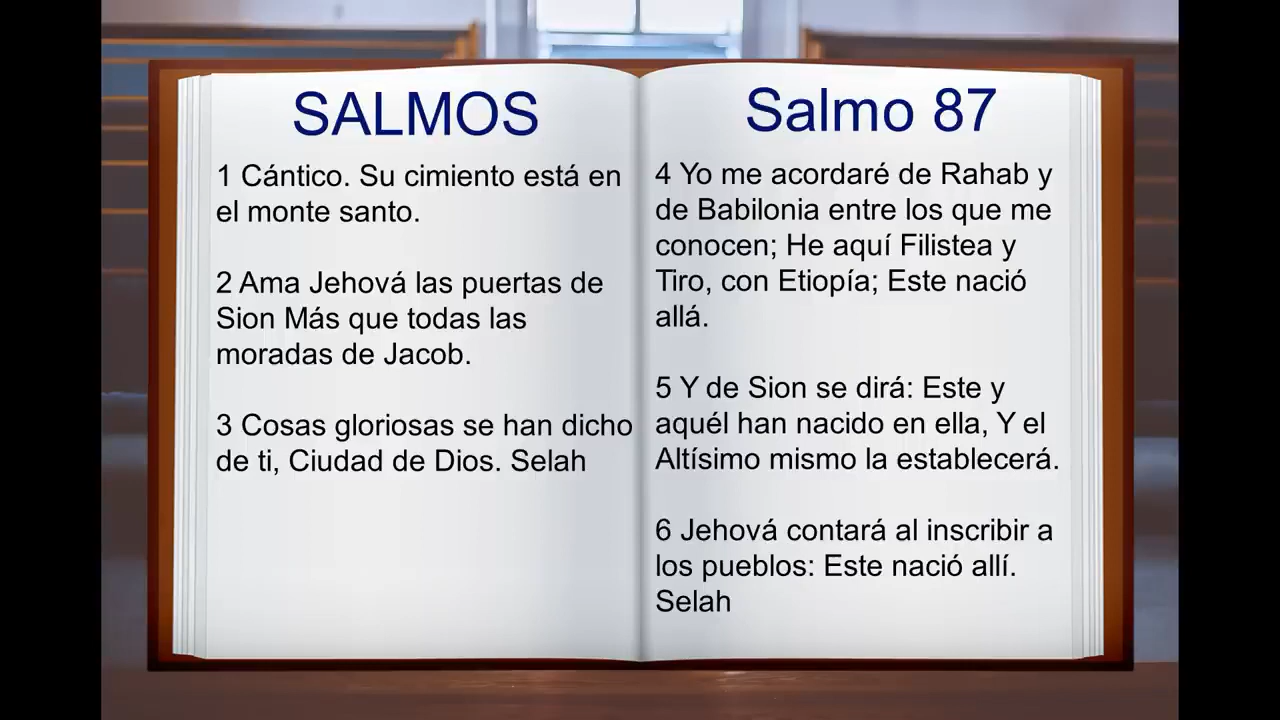 SALMOS
1 Cántico. Su cimiento está en
el monte santo.
2 Ama Jehová las puertas de
Sion Más que todas las
moradas de Jacob.
3 Cosas gloriosas se han dicho
de ti, Ciudad de Dios. Selah
Salmo 87
4 Yo me acordaré de Rahab y
de Babilonia entre los que me
conocen; He aquí Filistea y
Tiro, con Etiopía; Este nació
allá.
5 Y de Sion se dirá: Este y
aquél han nacido en ella, Y el
Altísimo mismo la establecerá.
6 Jehová contará al inscribir a
los pueblos: Este nació allí.
Selah